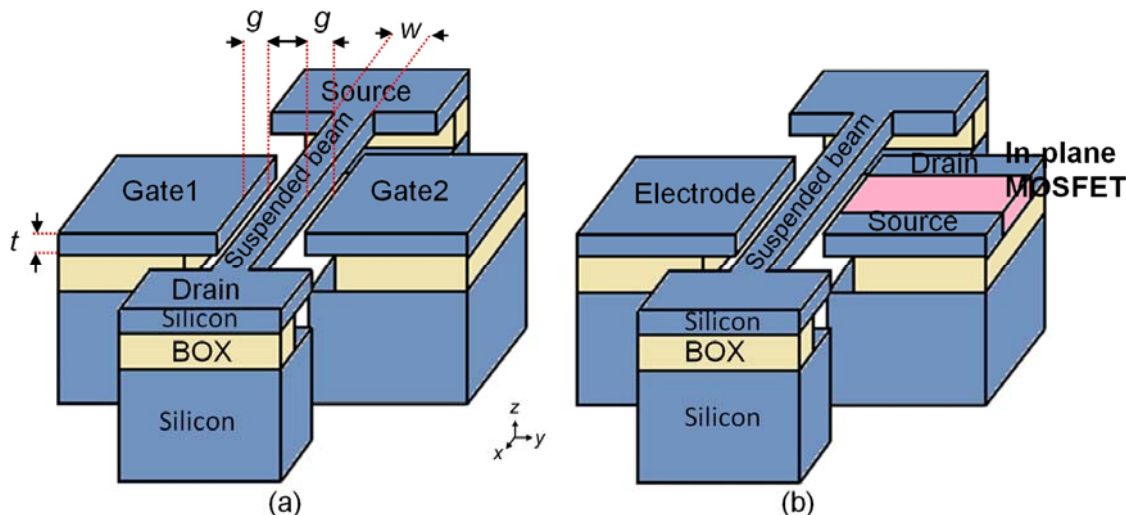 g g w
Source
Suspended beam
Gate1
Gate2
t
Drain
Silicon
BOX
Silicon
(a)
z
y
x
Suspended beam
Drain
In-plane
MOSFET
Electrode
Source
Silicon
BOX
Silicon
(b)